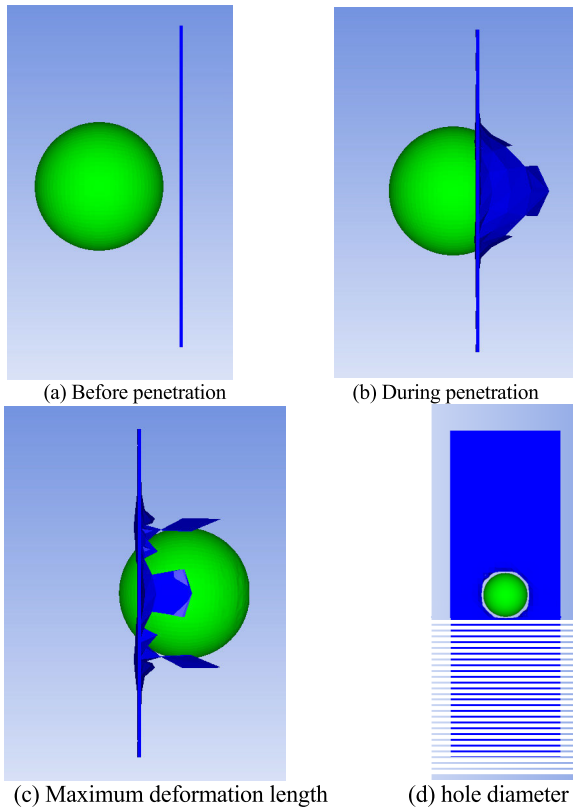 (a) Before penetration
(b) During penetration
(c) Maximum deformation length
(d) hole diameter